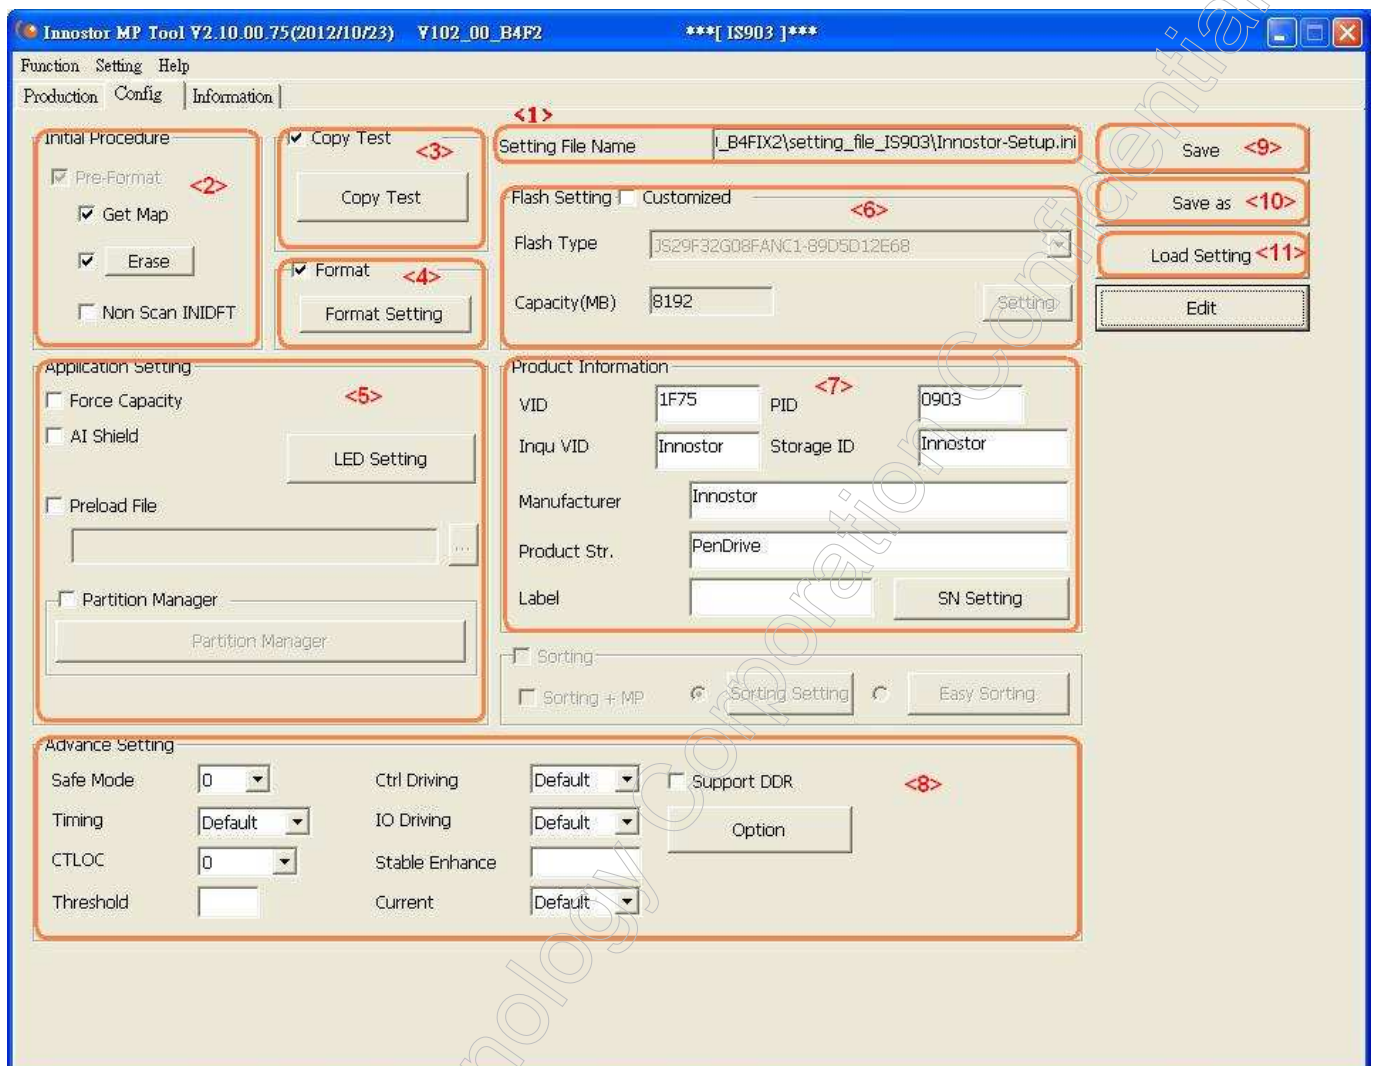 Innostor MP Tool V2.10.00.75(2012/10/23) V102_00_B4F2 ***[ IS903 ]***
Function Setting Help
Production Config Information
<1>
Initial Procedure
Pre-Format <2>
Get Map
Erase
Non Scan INIDFT
Copy Test <3>
Copy Test
Format <4>
Format Setting
Setting File Name I_B4FIX2\setting_file_IS903\Innostor-Setup.ini
Flash Setting Customized <6>
Flash Type JS29F32G08FANC1-89D5D12E68
Capacity(MB) 8192 Setting
Save <9>
Save as <10>
Load Setting <11>
Edit
Application Setting
Force Capacity <5>
AI Shield
LED Setting
Preload File
...
Partition Manager
Partition Manager
Product Information
VID 1F75 PID <7> 0903
Inqu VID Innostor Storage ID Innostor
Manufacturer Innostor
Product Str. PenDrive
Label SN Setting
Sorting
Sorting + MP Sorting Setting Easy Sorting
Advance Setting
Safe Mode 0 Ctrl Driving Default Support DDR <8>
Timing Default IO Driving Default Option
CTLOC 0 Stable Enhance
Threshold Current Default
nology Corporation Confidential